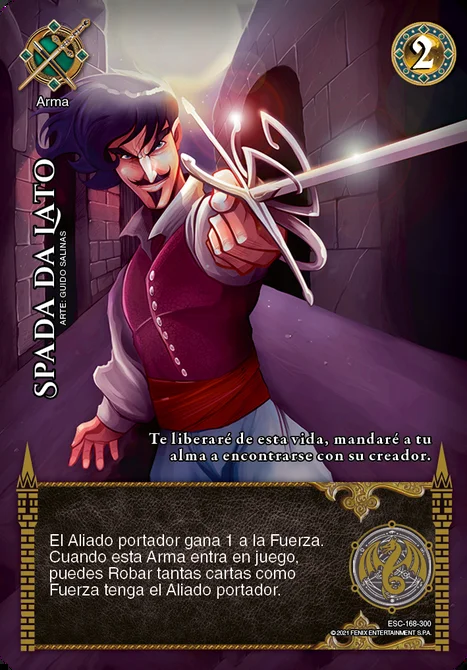 2
Arma
SPADA DA LATO
ARTE: GUIDO SALINAS
Te liberaré de esta vida, mandaré a tu
alma a encontrarse con su creador.
El Aliado portador gana 1 a la Fuerza.
Cuando esta Arma entra en juego,
puedes Robar tantas cartas como
Fuerza tenga el Aliado portador.
ESC-168-300
©2021 FENIX ENTERTAINMENT S.P.A.